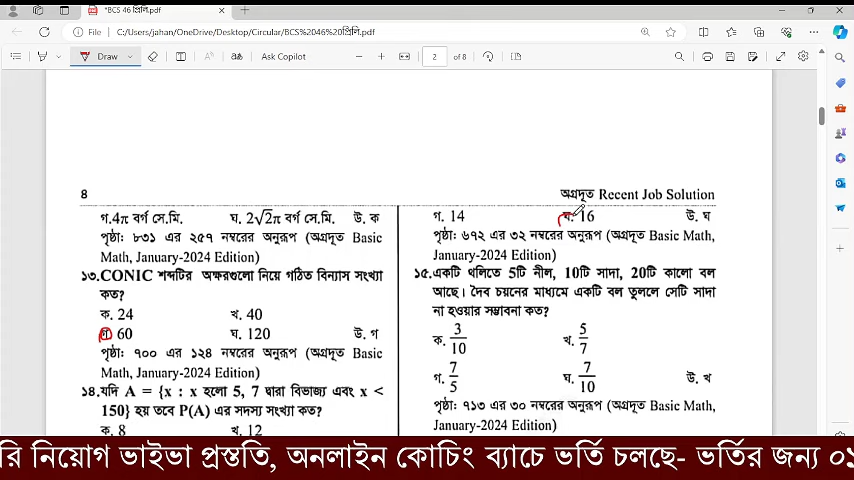 *BCS 46 প্রিলি.pdf
File
C:/Users/jahan/OneDrive/Desktop/Circular/BCS%2046%20প্রিলি.pdf
Draw
Ask Copilot
2 of 8
৪
অগ্রদূত Recent Job Solution
গ.4π বর্গ সে.মি. ঘ. 2√2π বর্গ সে.মি. উ. ক
পৃষ্ঠা: ৮৩১ এর ২৫৭ নম্বরের অনুরূপ (অগ্রদূত Basic
Math, January-2024 Edition)
১৩.CONIC শব্দটির অক্ষরগুলো নিয়ে গঠিত বিন্যাস সংখ্যা
কত?
ক. 24 খ. 40
গ. 60 ঘ. 120 উ. গ
পৃষ্ঠা: ৭০০ এর ১২৪ নম্বরের অনুরূপ (অগ্রদূত Basic
Math, January-2024 Edition)
১৪.যদি A = {x : x হলো 5, 7 দ্বারা বিভাজ্য এবং x <
150} হয় তবে P(A) এর সদস্য সংখ্যা কত?
ক. 8 খ. 12
গ. 14 ঘ. 16 উ. ঘ
পৃষ্ঠা: ৬৭২ এর ৩২ নম্বরের অনুরূপ (অগ্রদূত Basic Math,
January-2024 Edition)
১৫.একটি থলিতে 5টি নীল, 10টি সাদা, 20টি কালো বল
আছে। দৈব চয়নের মাধ্যমে একটি বল তুললে সেটি সাদা
না হওয়ার সম্ভাবনা কত?
ক. 3/10 খ. 5/7
গ. 7/5 ঘ. 7/10 উ. খ
পৃষ্ঠা: ৭১৩ এর ৩০ নম্বরের অনুরূপ (অগ্রদূত Basic Math,
January-2024 Edition)
রি নিয়োগ ভাইভা প্রস্তুতি, অনলাইন কোচিং ব্যাচে ভর্তি চলছে- ভর্তির জন্য ০১